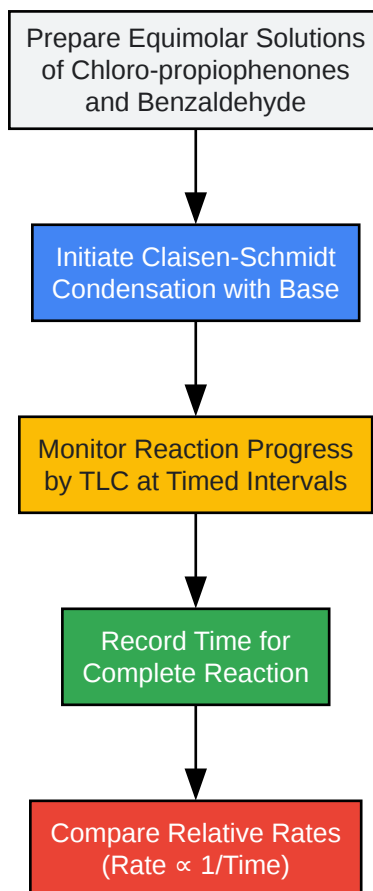 Prepare Equimolar Solutions
of Chloro-propiophenones
and Benzaldehyde
Initiate Claisen-Schmidt
Condensation with Base
Monitor Reaction Progress
by TLC at Timed Intervals
Record Time for
Complete Reaction
Compare Relative Rates
(Rate ∝ 1/Time)